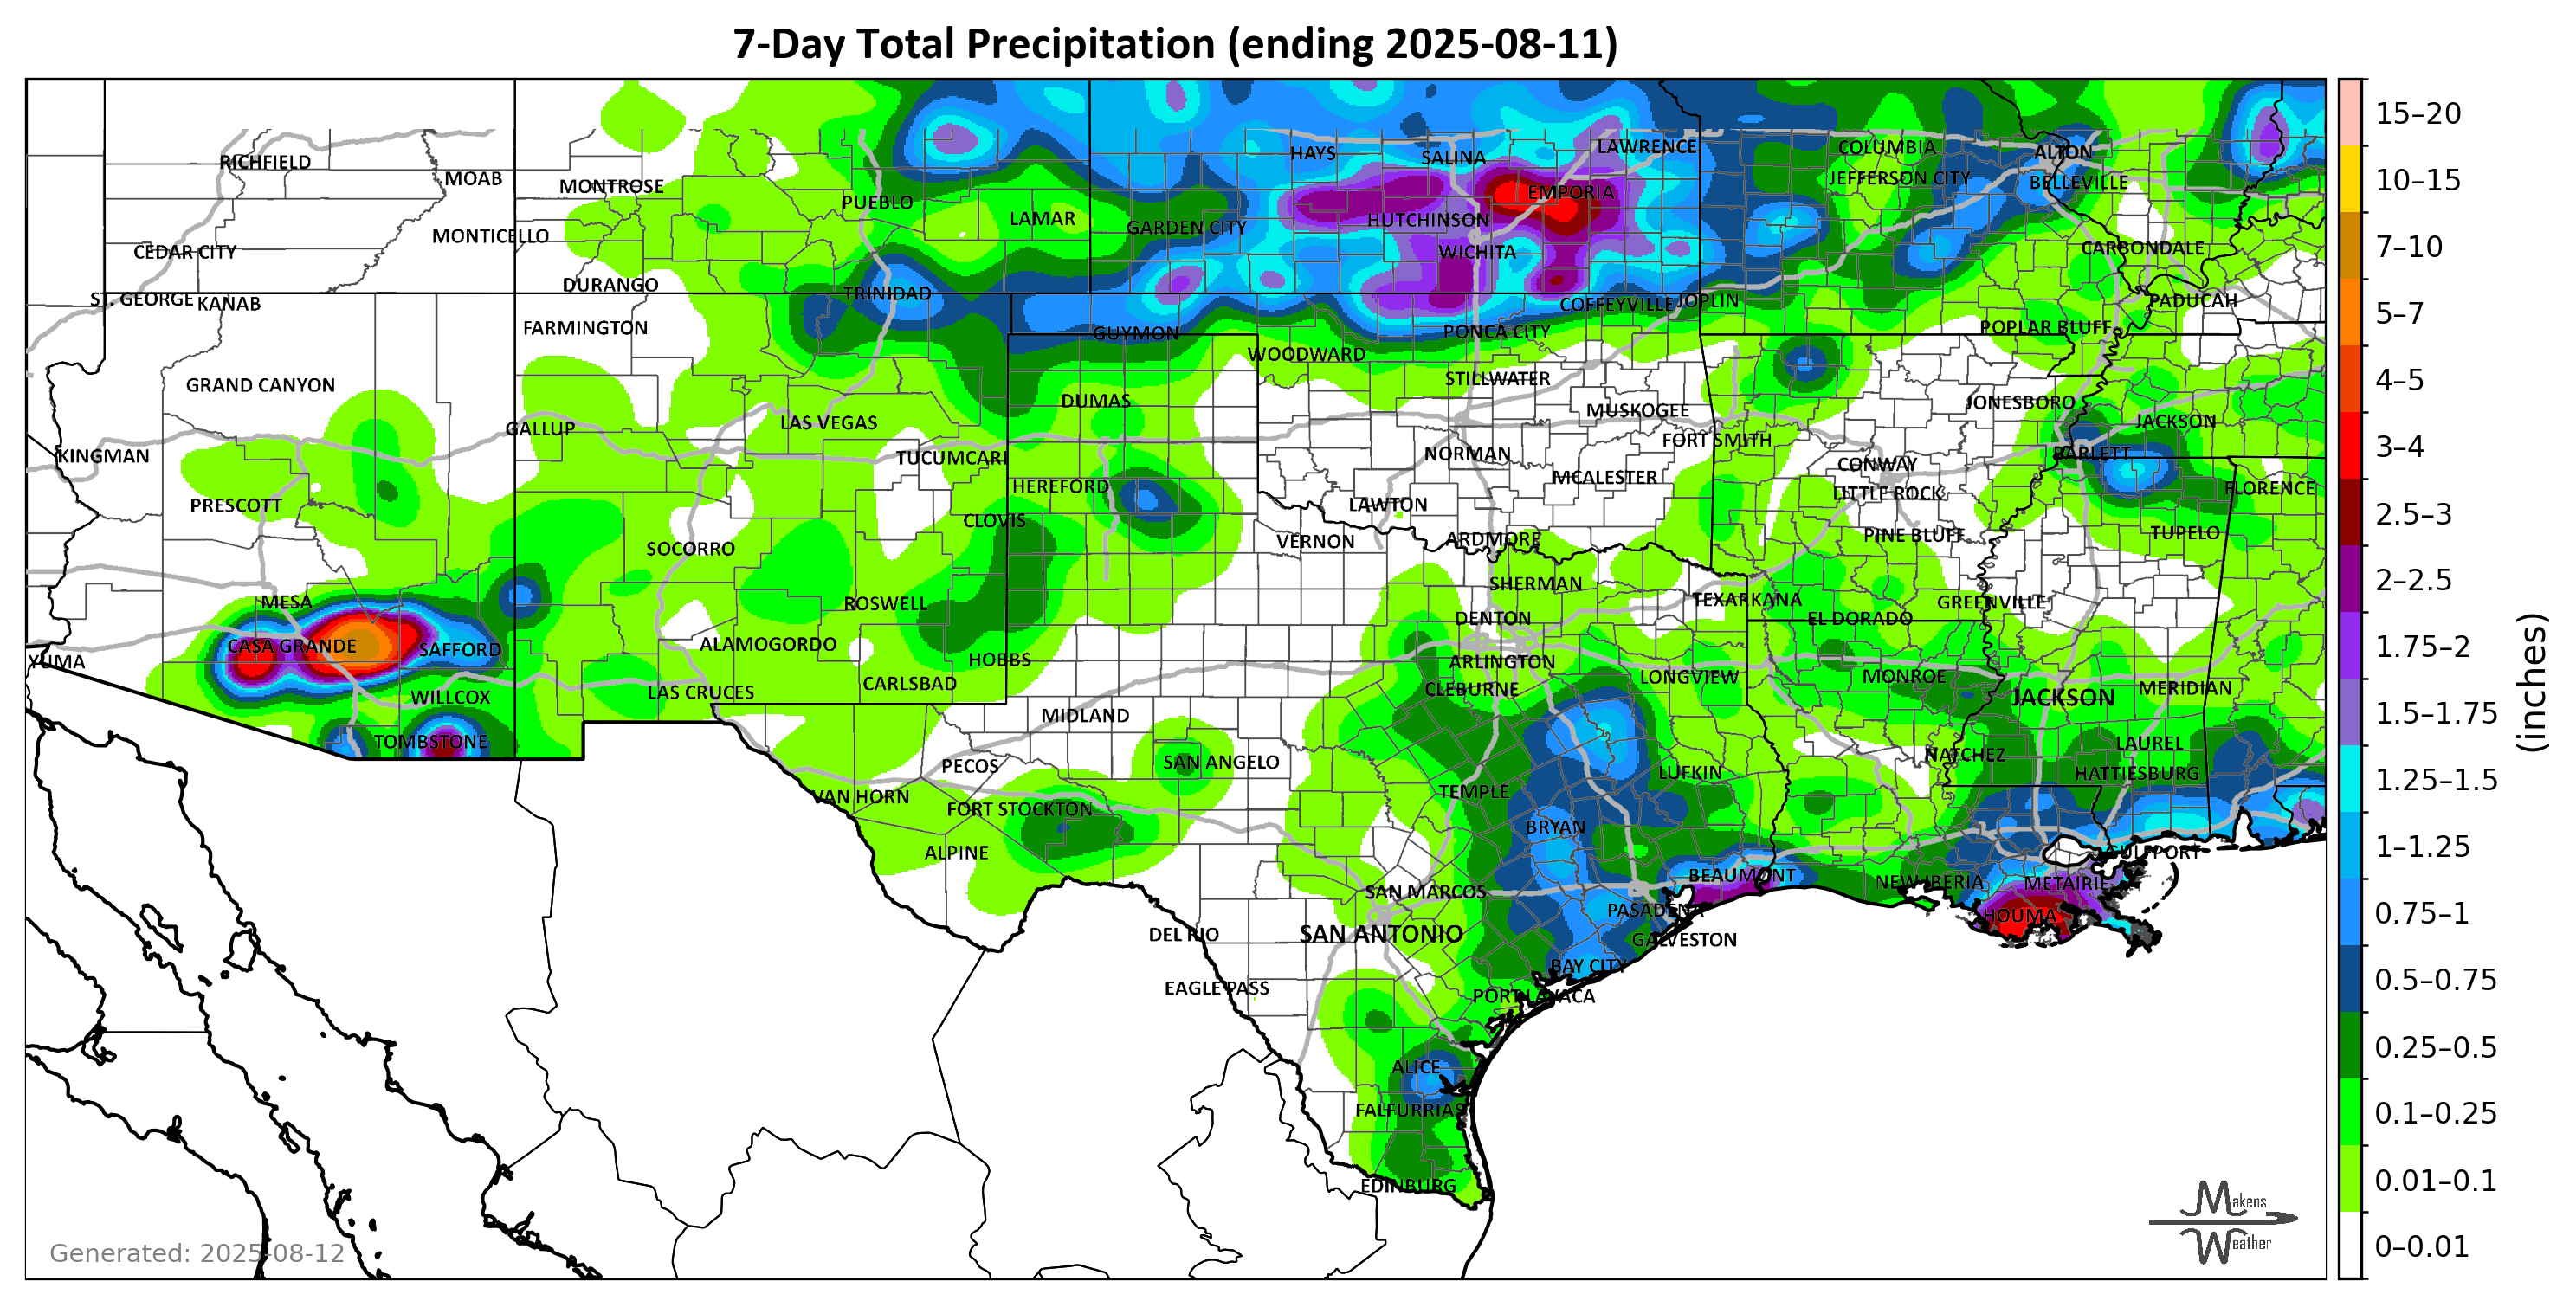 7-Day Total Precipitation (ending 2025-08-11)
HAYS
SALINA
LAWRENCE
COLUMBIA
ALTON
RICHFIELD
MOAB
MONTROSE
PUEBLO
EMPORIA
JEFFERSON CITY
BELLEVILLE
LAMAR
GARDEN CITY
HUTCHINSON
MONTICELLO
CEDAR CITY
WICHITA
CARBONDALE
DURANGO
TRINIDAD
ST. GEORGE
KANAB
COFFEYVILLE
JOPLIN
PADUCAH
FARMINGTON
GUYMON
PONCA CITY
POPLAR BLUFF
WOODWARD
GRAND CANYON
STILLWATER
DUMAS
MUSKOGEE
JONESBORO
LAS VEGAS
JACKSON
GALLUP
FORT SMITH
KINGMAN
TUCUMCARI
NORMAN
BARLETT
CONWAY
HEREFORD
MCALESTER
LITTLE ROCK
FLORENCE
PRESCOTT
LAWTON
CLOVIS
VERNON
ARDMORE
PINE BLUFF
TUPELO
SOCORRO
SHERMAN
MESA
ROSWELL
TEXARKANA
GREENVILLE
DENTON
EL DORADO
CASA GRANDE
SAFFORD
ALAMOGORDO
YUMA
HOBBS
ARLINGTON
CARLSBAD
CLEBURNE
LONGVIEW
MONROE
MERIDIAN
WILLCOX
LAS CRUCES
JACKSON
MIDLAND
TOMBSTONE
LAUREL
PECOS
SAN ANGELO
NATCHEZ
LUFKIN
HATTIESBURG
VAN HORN
FORT STOCKTON
TEMPLE
BRYAN
ALPINE
GULFPORT
BEAUMONT
SAN MARCOS
NEW IBERIA
METAIRIE
PASADENA
HOUMA
DEL RIO
SAN ANTONIO
GALVESTON
BAY CITY
EAGLE PASS
PORT LAVACA
ALICE
FALFURRIAS
EDINBURG
Generated: 2025-08-12
Makens
Weather
15–20
10–15
7–10
5–7
4–5
3–4
2.5–3
2–2.5
1.75–2
1.5–1.75
1.25–1.5
1–1.25
0.75–1
0.5–0.75
0.25–0.5
0.1–0.25
0.01–0.1
0–0.01
(inches)